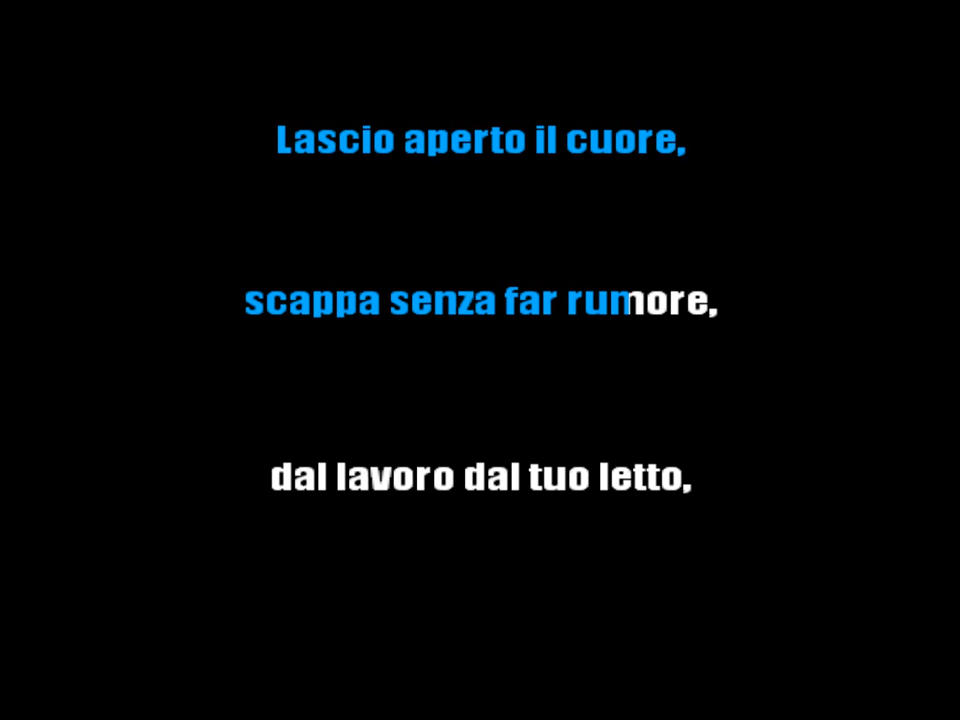 Lascio aperto il cuore,
scappa senza far rumore,
dal lavoro dal tuo letto,